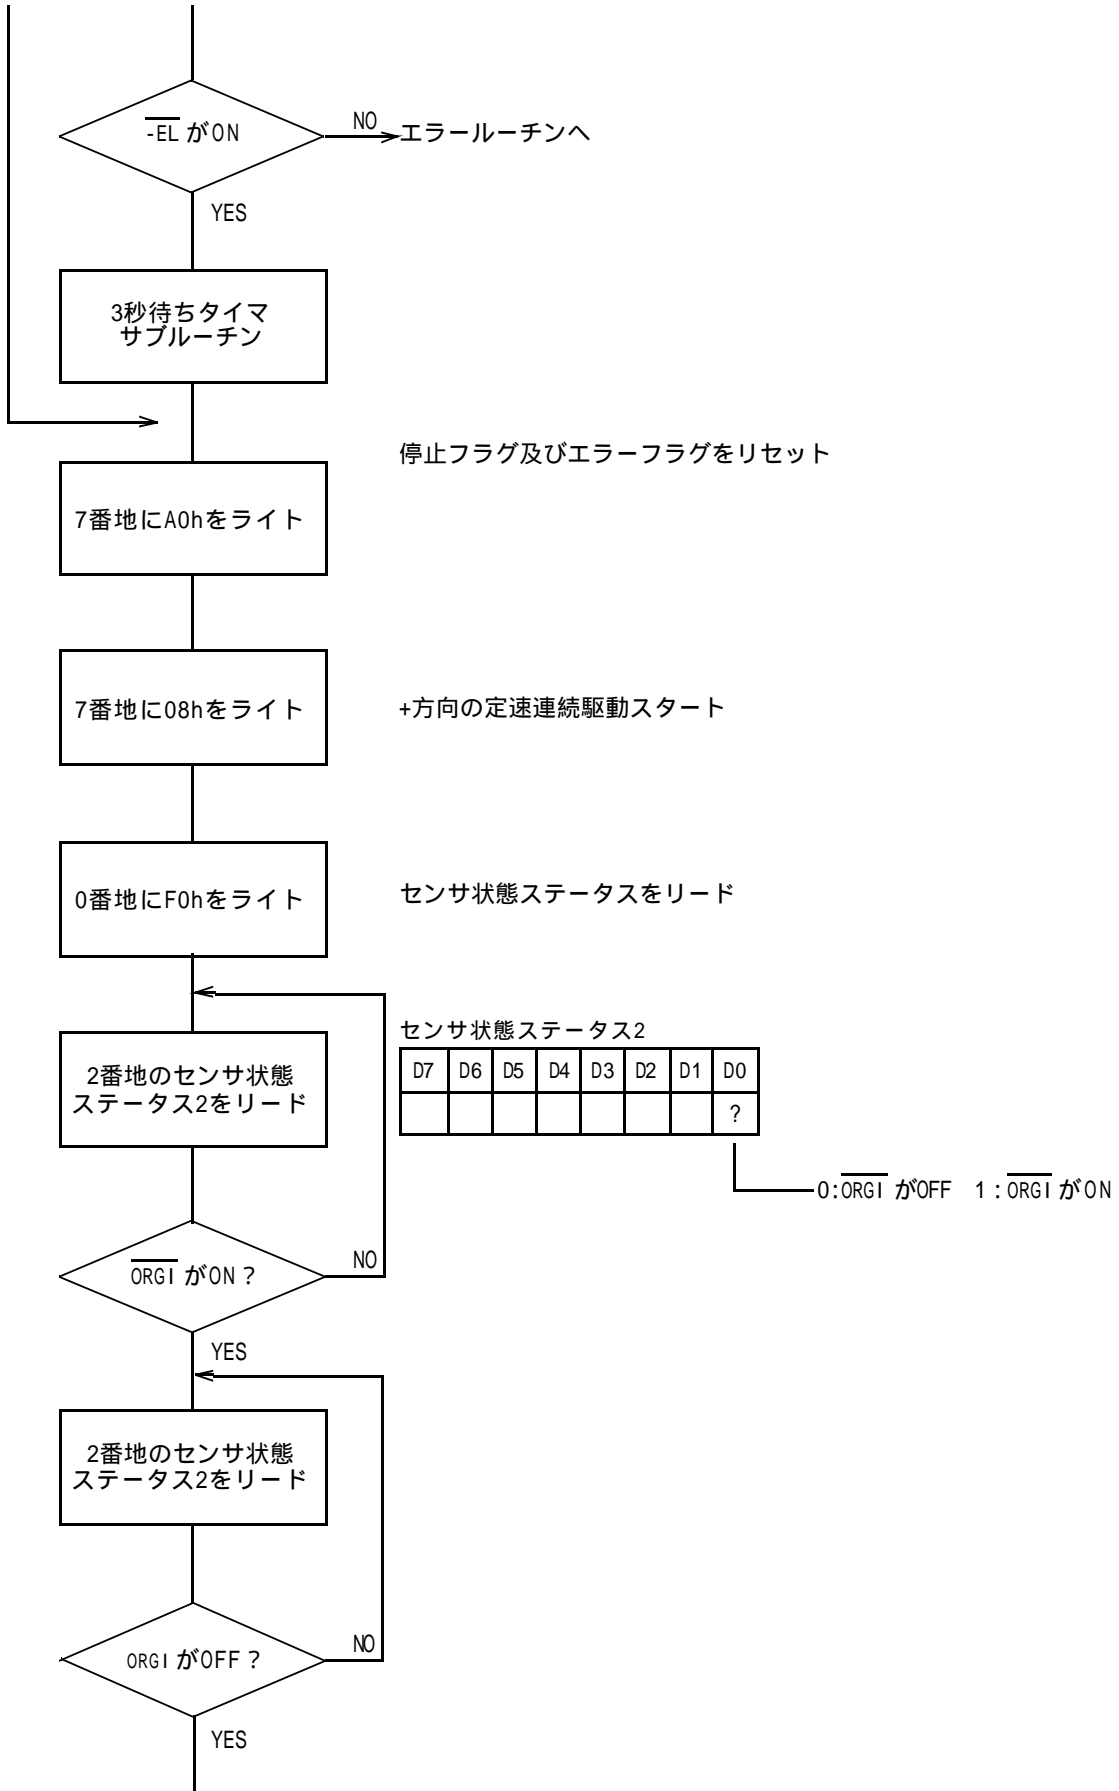 -EL がON
NO
エラールーチンへ
YES
3秒待ちタイマ
サブルーチン
停止フラグ及びエラーフラグをリセット
7番地にA0hをライト
7番地に08hをライト
+方向の定速連続駆動スタート
0番地にF0hをライト
センサ状態ステータスをリード
センサ状態ステータス2
D7 D6 D5 D4 D3 D2 D1 D0
?
2番地のセンサ状態
ステータス2をリード
0:ORGI がOFF 1:ORGI がON
ORGI がON?
NO
YES
2番地のセンサ状態
ステータス2をリード
ORGI がOFF?
NO
YES